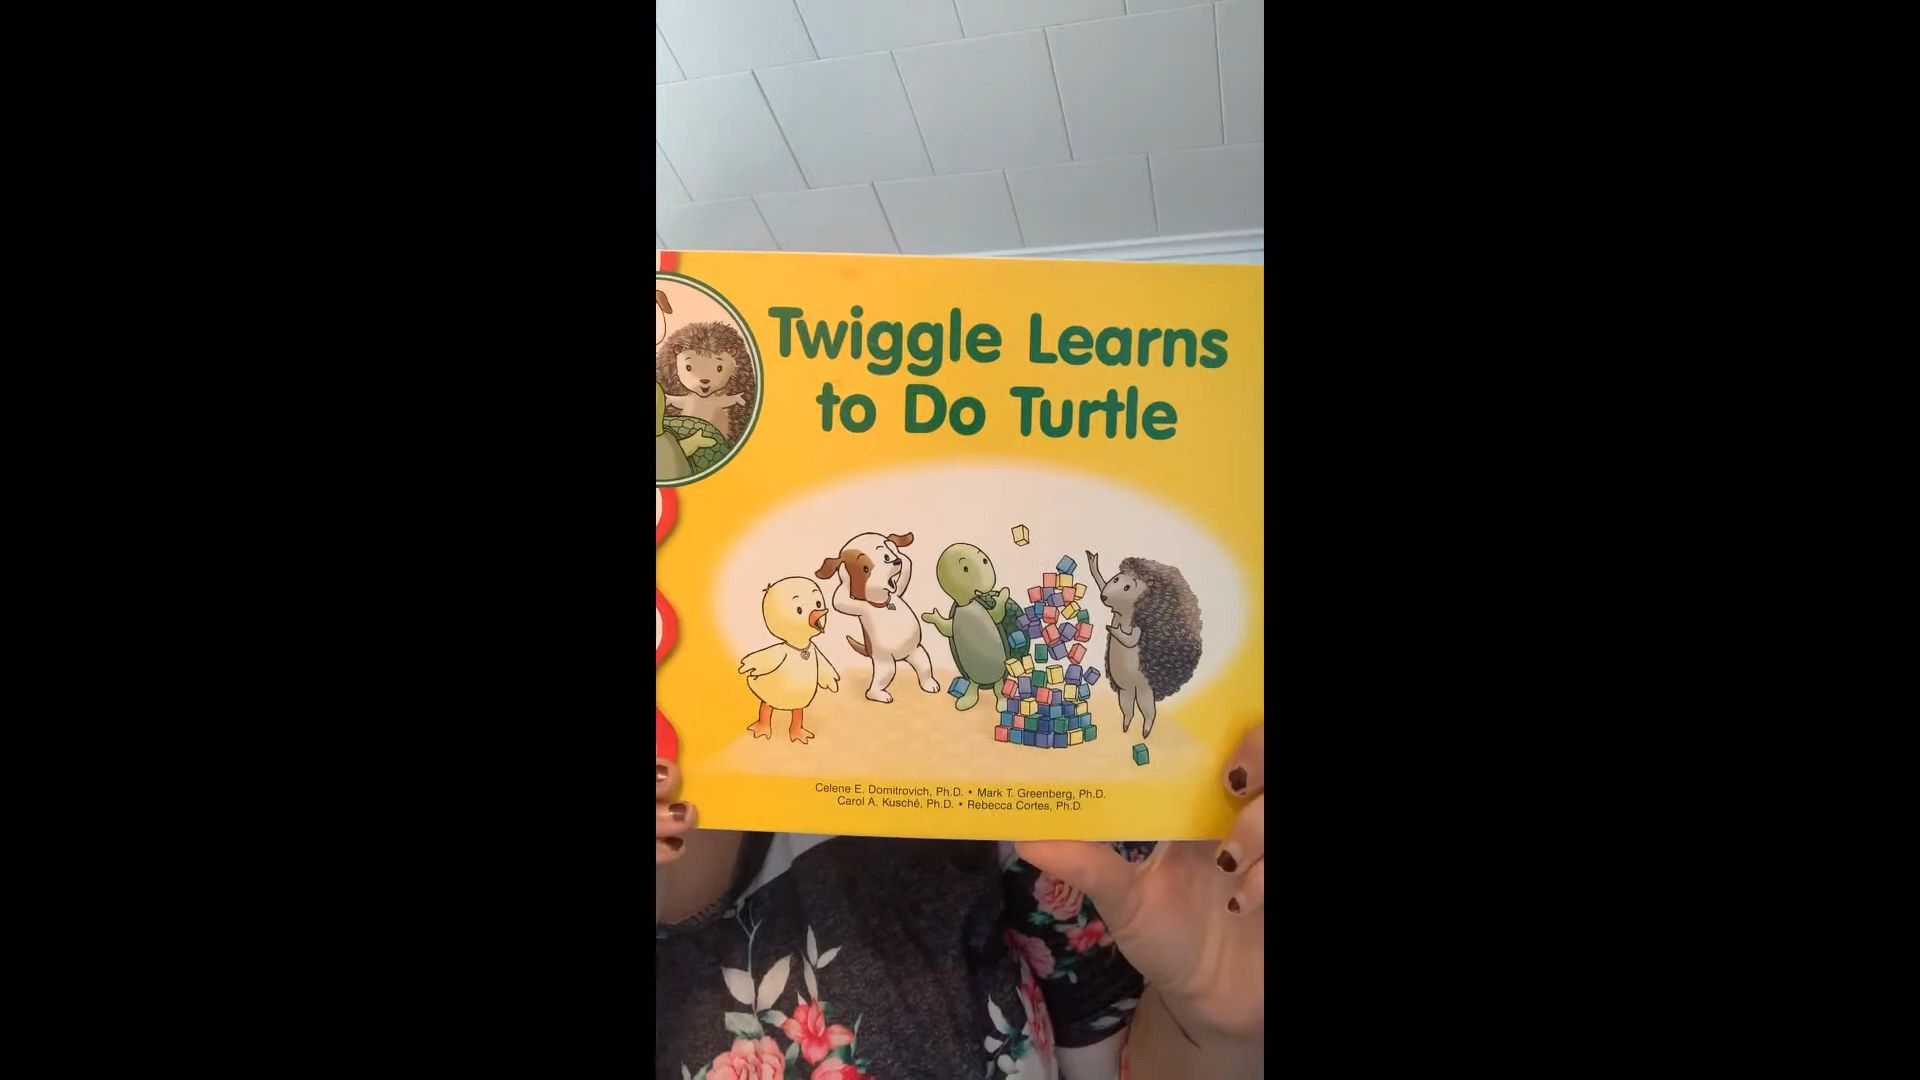 Twiggle Learns
to Do Turtle
Celene E. Domitrovich, Ph.D. • Mark T. Greenberg, Ph.D.
Carol A. Kusché, Ph.D. • Rebecca Cortes, Ph.D.